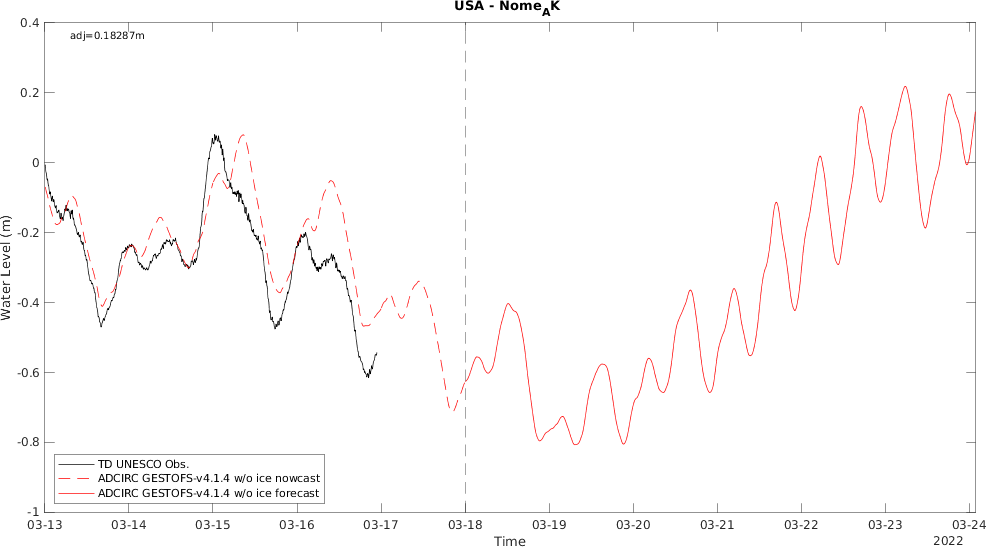 USA - Nome_AK
adj=0.18287m
0.4
0.2
0
-0.2
-0.4
-0.6
-0.8
-1
Water Level (m)
TD UNESCO Obs.
ADCIRC GESTOFS-v4.1.4 w/o ice nowcast
ADCIRC GESTOFS-v4.1.4 w/o ice forecast
03-13 03-14 03-15 03-16 03-17 03-18 03-19 03-20 03-21 03-22 03-23 03-24
Time
2022